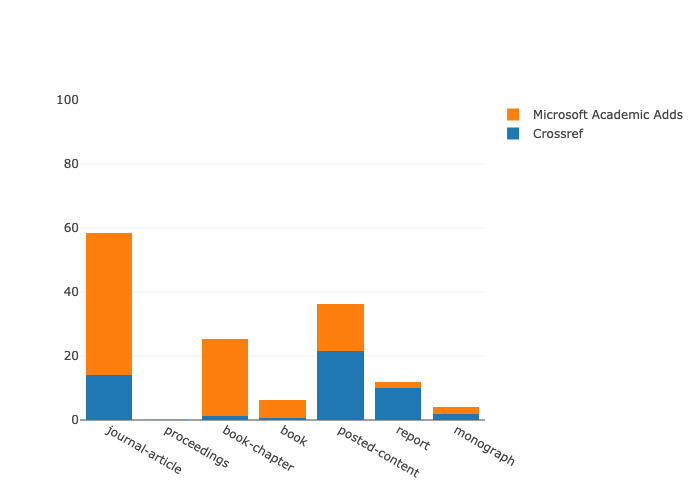 100
80
60
40
20
0
journal-article
proceedings
book-chapter
book
posted-content
report
monograph
Microsoft Academic Adds
Crossref